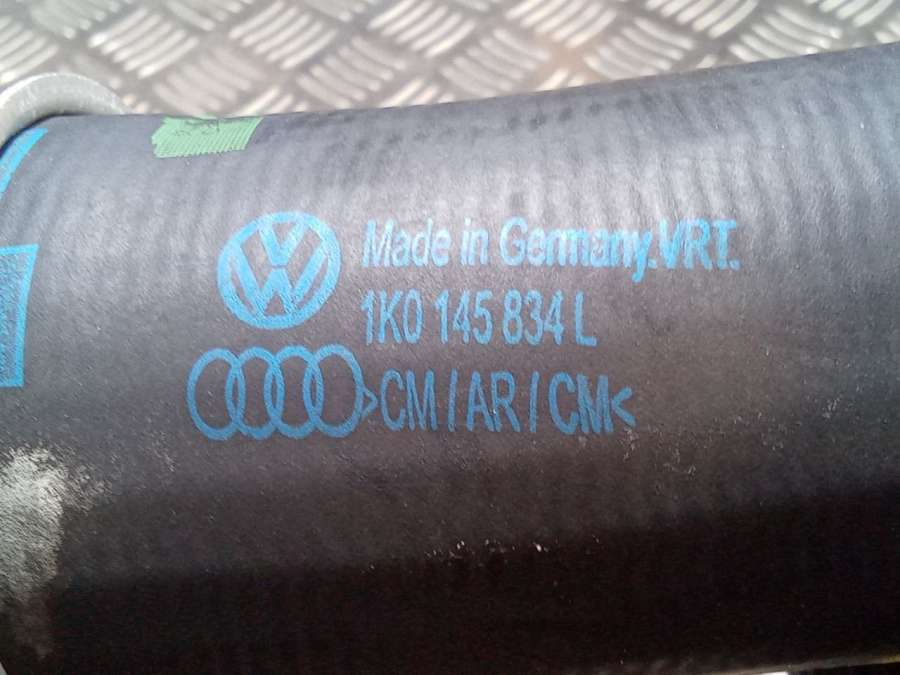 Made in Germany.VRT.
1K0 145 834 L
>CM/AR/CM<